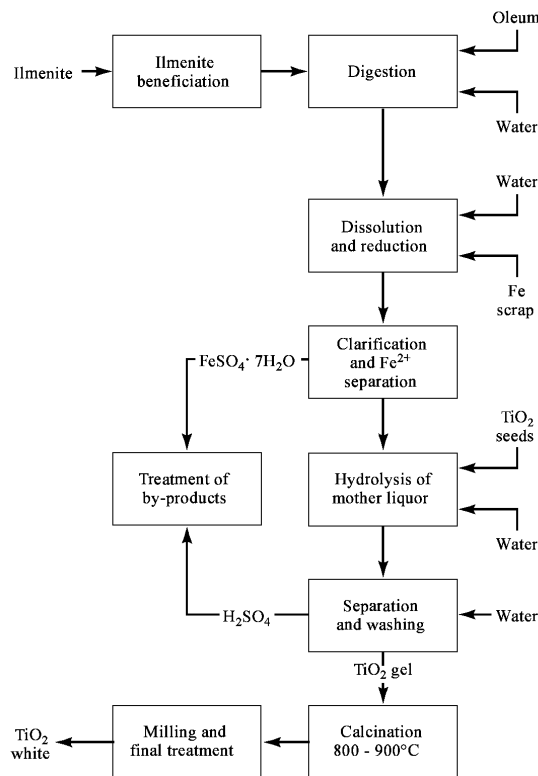 Oleum
Ilmenite
Ilmenite
beneficiation
Digestion
Water
Water
Dissolution
and reduction
Fe
scrap
Clarification
and Fe²⁺
separation
FeSO₄· 7H₂O
TiO₂
seeds
Treatment of
by-products
Hydrolysis of
mother liquor
Water
H₂SO₄
Separation
and washing
Water
TiO₂ gel
TiO₂
white
Milling and
final treatment
Calcination
800 - 900°C